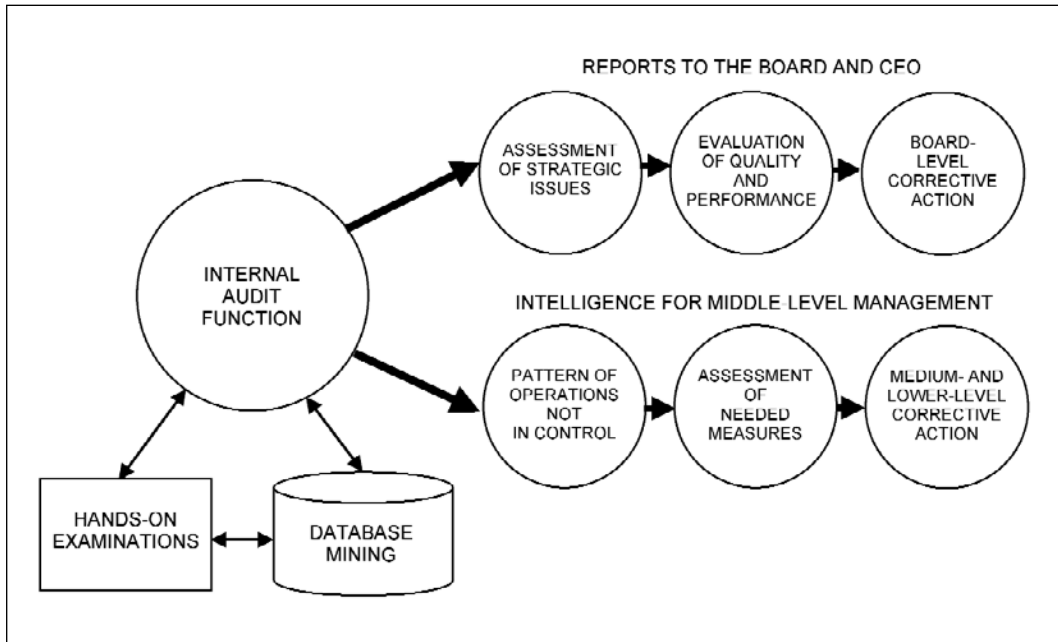 REPORTS TO THE BOARD AND CEO
ASSESSMENT
OF STRATEGIC
ISSUES
EVALUATION
OF QUALITY
AND
PERFORMANCE
BOARD-
LEVEL
CORRECTIVE
ACTION
INTERNAL
AUDIT
FUNCTION
INTELLIGENCE FOR MIDDLE-LEVEL MANAGEMENT
PATTERN OF
OPERATIONS
NOT
IN CONTROL
ASSESSMENT
OF
NEEDED
MEASURES
MEDIUM- AND
LOWER-LEVEL
CORRECTIVE
ACTION
HANDS-ON
EXAMINATIONS
DATABASE
MINING